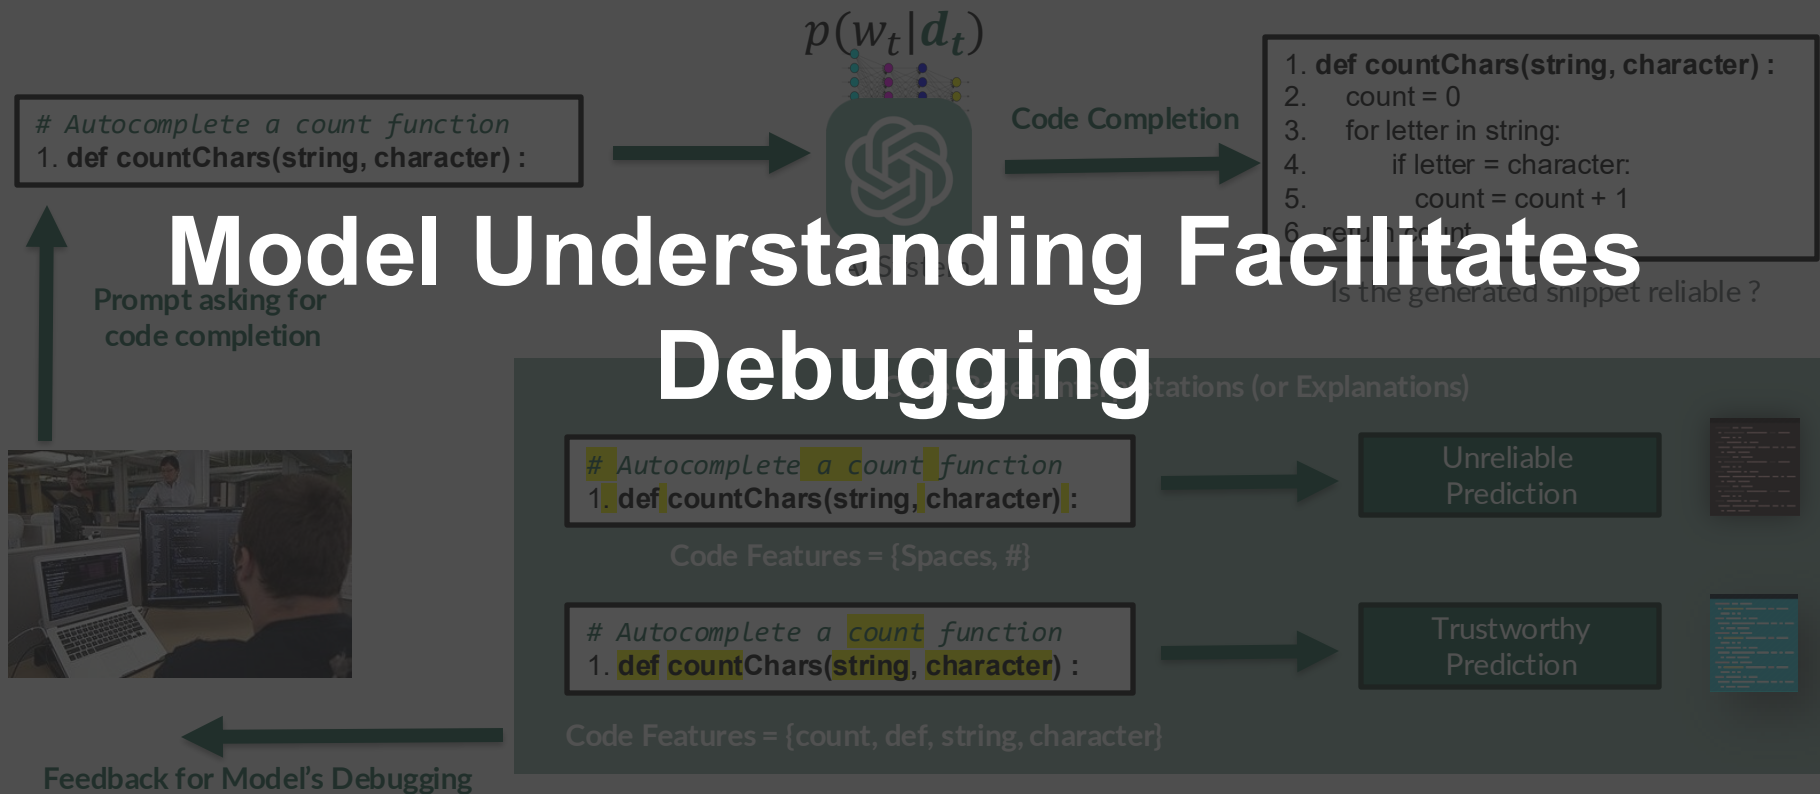 p(w_t|d_t)
# Autocomplete a count function
1. def countChars(string, character) :
Code Completion
1. def countChars(string, character) :
2. count = 0
3. for letter in string:
4. if letter = character:
5. count = count + 1
6. return count
Is the generated snippet reliable ?
Model Understanding Facilitates
Debugging
Prompt asking for
code completion
(or Explanations)
# Autocomplete a count function
1. def countChars(string, character) :
Code Features = {Spaces, #}
Unreliable
Prediction
# Autocomplete a count function
1. def countChars(string, character) :
Code Features = {count, def, string, character}
Trustworthy
Prediction
Feedback for Model's Debugging